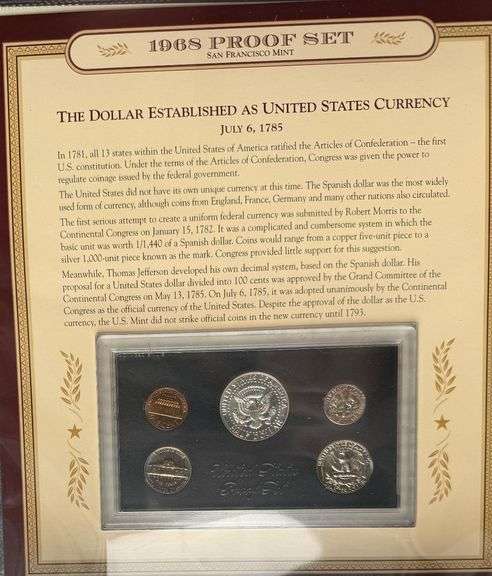 1968 PROOF SET
SAN FRANCISCO MINT
THE DOLLAR ESTABLISHED AS UNITED STATES CURRENCY
JULY 6, 1785
In 1781, all 13 states within the United States of America ratified the Articles of Confederation – the first
U.S. constitution. Under the terms of the Articles of Confederation, Congress was given the power to
regulate coinage issued by the federal government.
The United States did not have its own unique currency at this time. The Spanish dollar was the most widely
used form of currency, although coins from England, France, Germany and many other nations also circulated.
The first serious attempt to create a uniform federal currency was submitted by Robert Morris to the
Continental Congress on January 15, 1782. It was a complicated and cumbersome system in which the
basic unit was worth 1/1,440 of a Spanish dollar. Coins would range from a copper five-unit piece to a
silver 1,000-unit piece known as the mark. Congress provided little support for this suggestion.
Meanwhile, Thomas Jefferson developed his own decimal system, based on the Spanish dollar. His
proposal for a United States dollar divided into 100 cents was approved by the Grand Committee of the
Continental Congress on May 13, 1785. On July 6, 1785, it was adopted unanimously by the Continental
Congress as the official currency of the United States. Despite the approval of the dollar as the U.S.
currency, the U.S. Mint did not strike official coins in the new currency until 1793.
United States
Proof Set